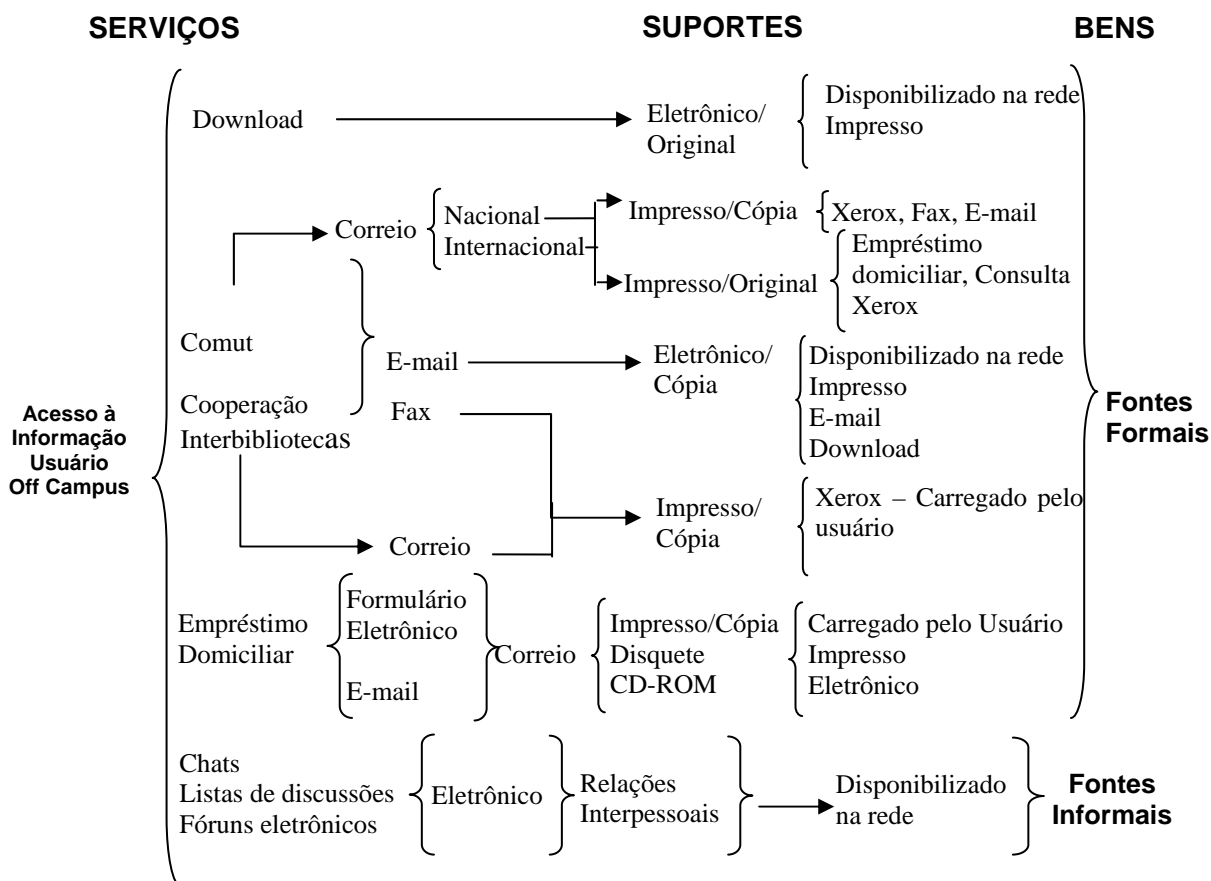 SERVIÇOS SUPORTES BENS
Download
Eletrônico/
Original
Disponibilizado na rede
Impresso
Correio
Nacional
Internacional
Impresso/Cópia
Xerox, Fax, E-mail
Impresso/Original
Empréstimo
domiciliar, Consulta
Xerox
Comut
Cooperação
Interbibliotecas
E-mail
Fax
Eletrônico/
Cópia
Disponibilizado na rede
Impresso
E-mail
Download
Acesso à
Informação
Usuário
Off Campus
Fontes
Formais
Correio
Impresso/
Cópia
Xerox – Carregado pelo
usuário
Empréstimo
Domiciliar
Formulário
Eletrônico
E-mail
Correio
Impresso/Cópia
Disquete
CD-ROM
Carregado pelo Usuário
Impresso
Eletrônico
Chats
Listas de discussões
Fóruns eletrônicos
Eletrônico
Relações
Interpessoais
Disponibilizado
na rede
Fontes
Informais